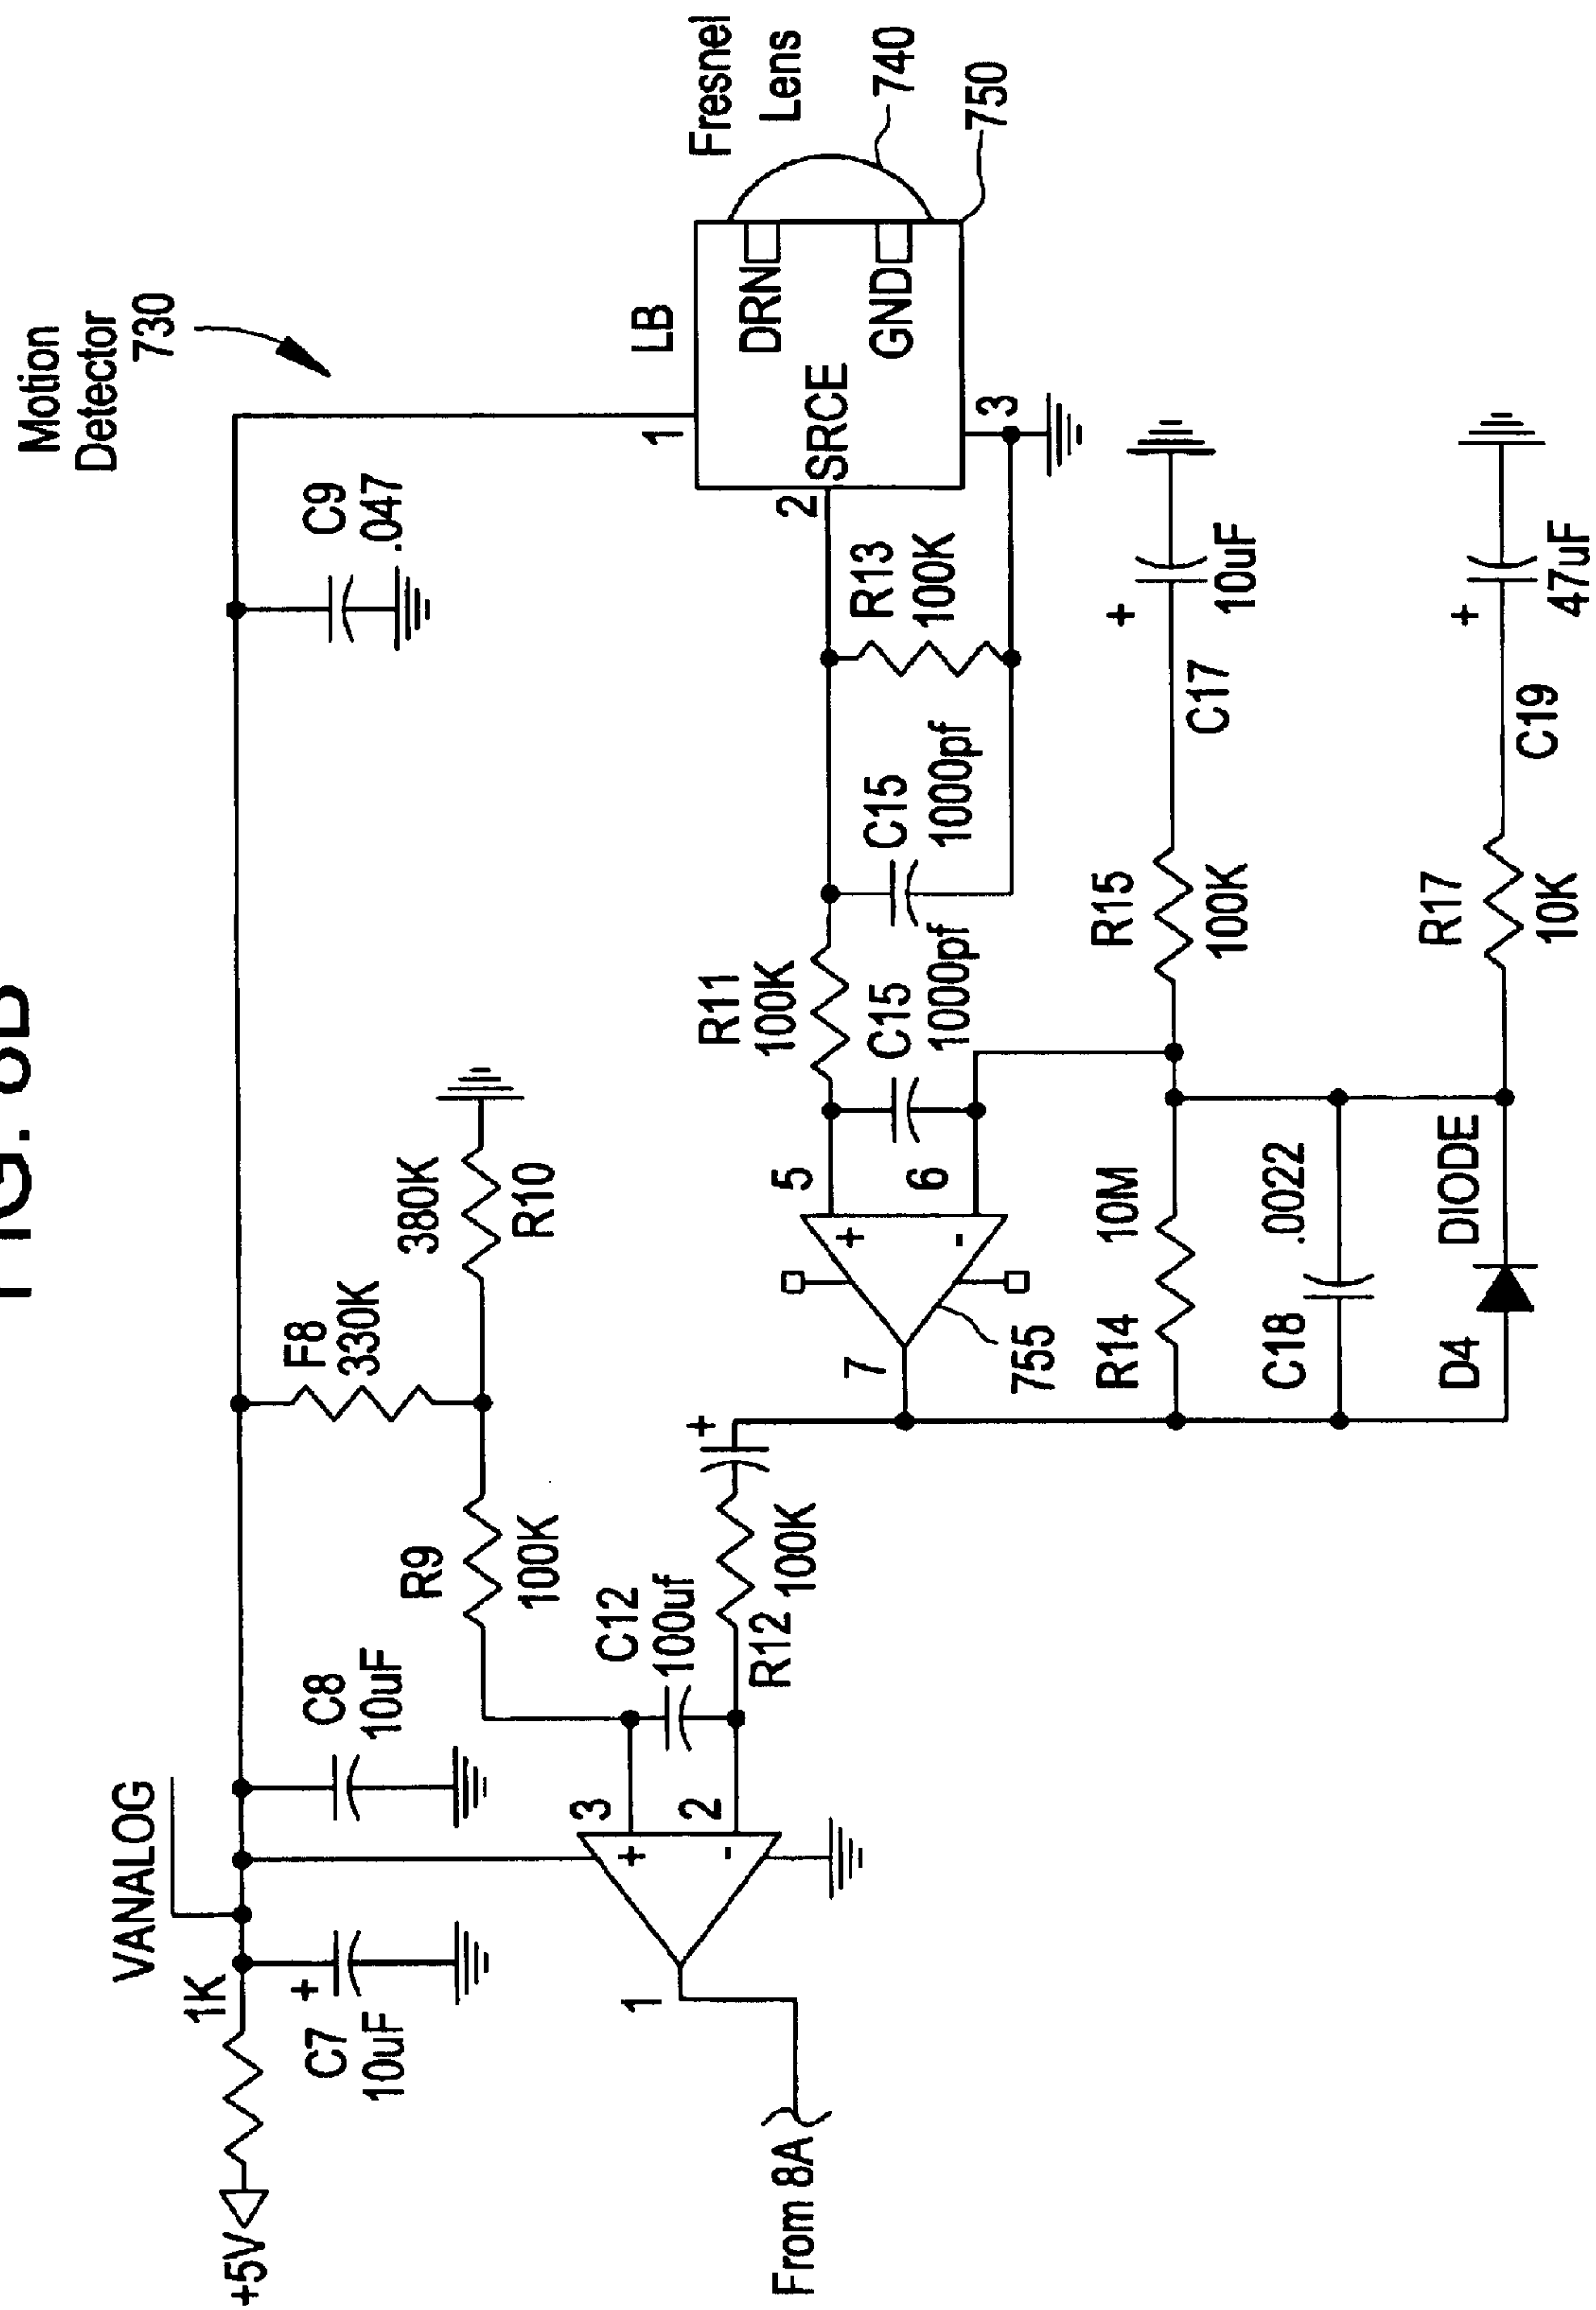 FIG. 8B
Motion
Detector
730
VANALOG
+5V
1K
C7
+
10uF
C8
10uF
F8
330K
380K
R10
R9
100K
C9
.047
C12
100uf
R12
100K
+
3
2
+
-
1
From 8A
LB
1
DRN
SRCE
GND
2
3
Fresnel
Lens
740
750
R13
100K
C15
1000pf
R11
100K
C15
1000pf
5
6
+
-
7
755
R15
100K
C17
+
10uF
R14
10M
C18
.0022
D4
DIODE
R17
10K
C19
+
47uF